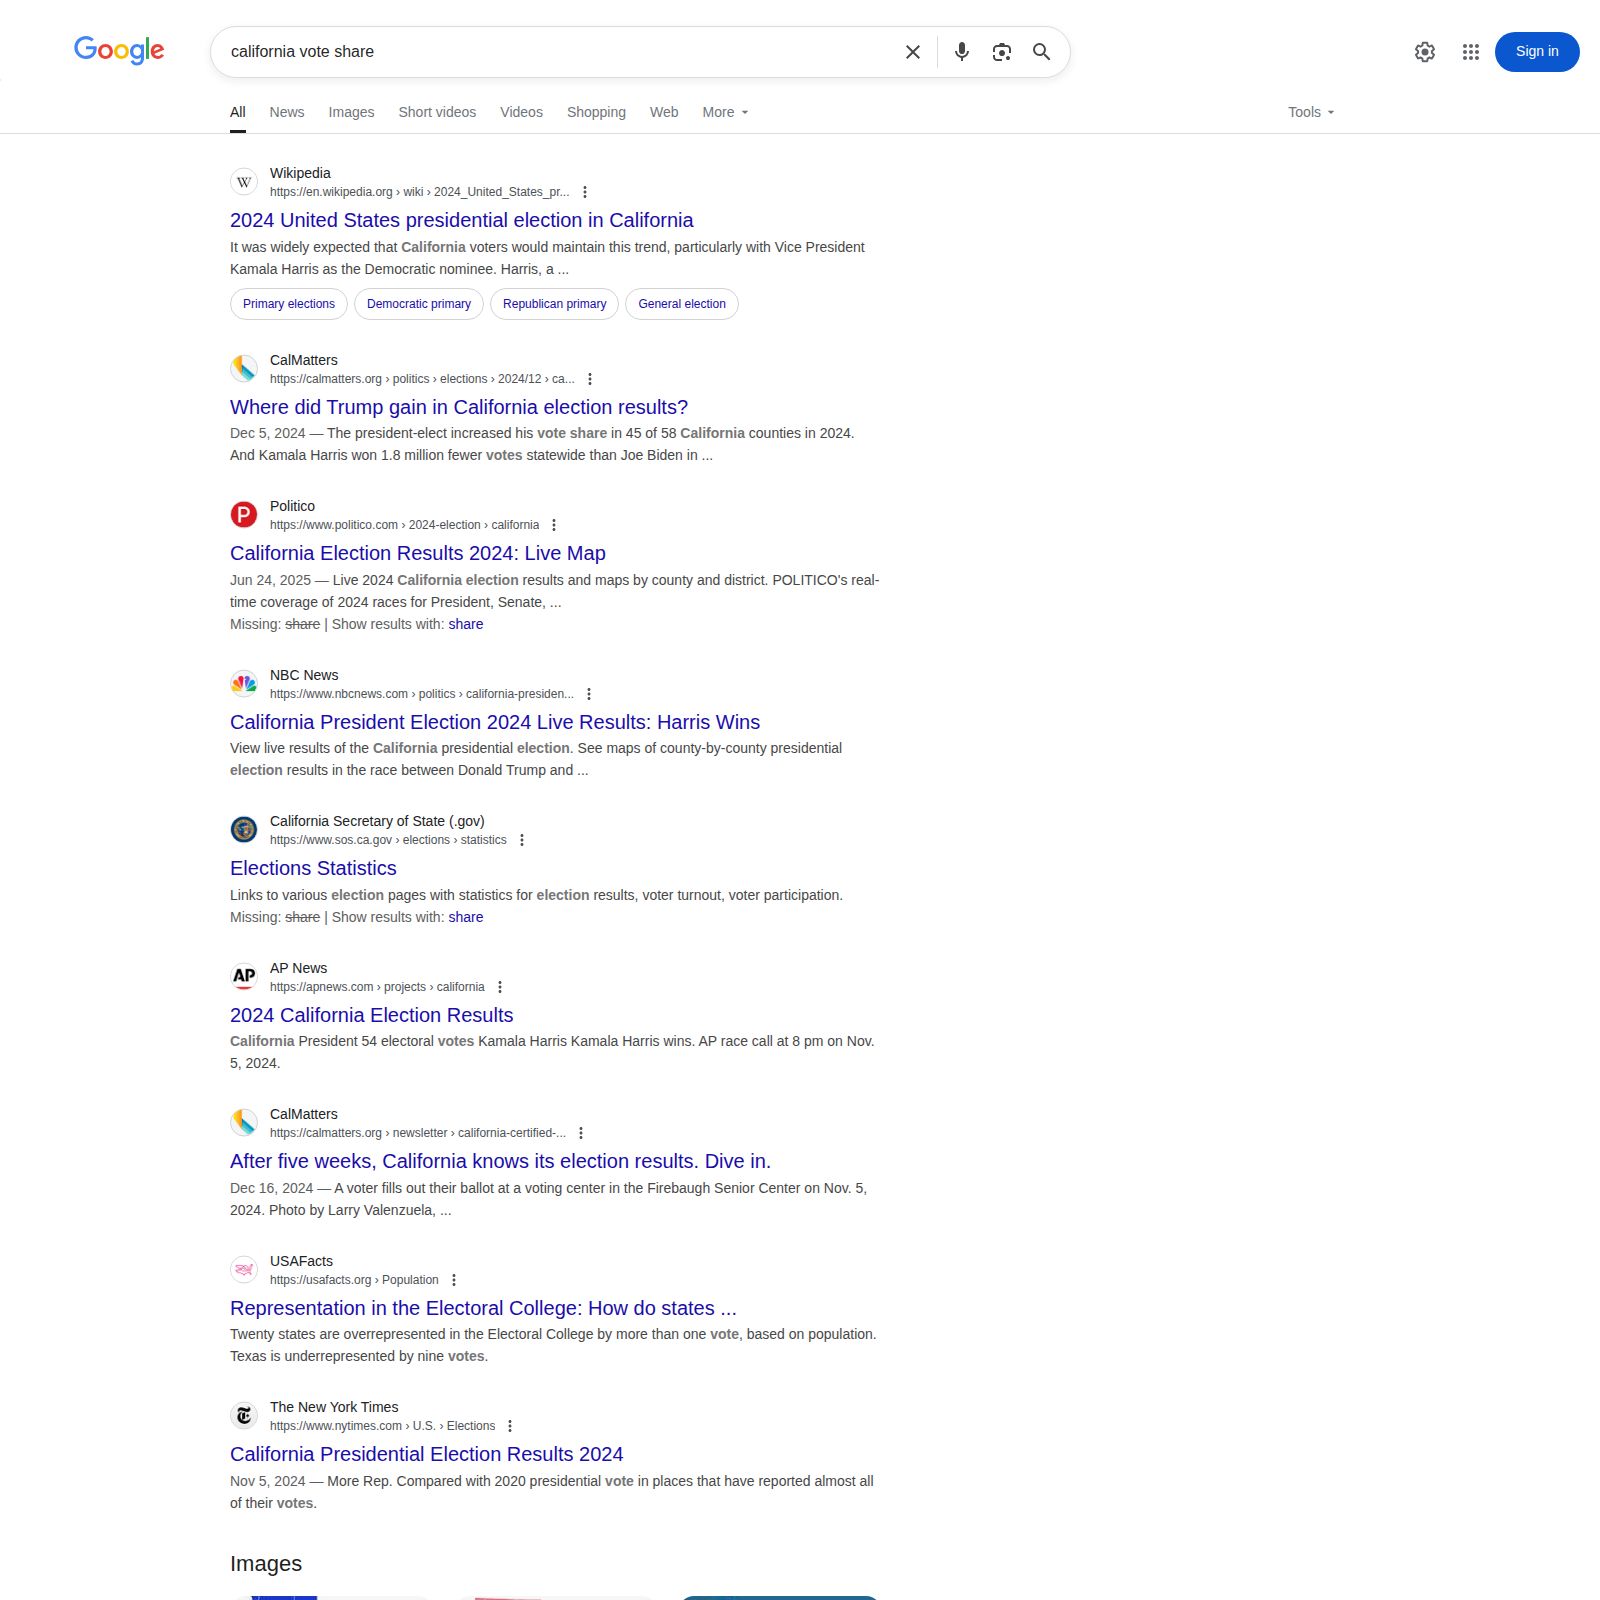 Google
california vote share
Sign in
All News Images Short videos Videos Shopping Web More Tools
W
Wikipedia
https://en.wikipedia.org › wiki › 2024_United_States_pr...
2024 United States presidential election in California
It was widely expected that California voters would maintain this trend, particularly with Vice President
Kamala Harris as the Democratic nominee. Harris, a ...
Primary elections Democratic primary Republican primary General election
CalMatters
https://calmatters.org › politics › elections › 2024/12 › ca...
Where did Trump gain in California election results?
Dec 5, 2024 — The president-elect increased his vote share in 45 of 58 California counties in 2024.
And Kamala Harris won 1.8 million fewer votes statewide than Joe Biden in ...
P
Politico
https://www.politico.com › 2024-election › california
California Election Results 2024: Live Map
Jun 24, 2025 — Live 2024 California election results and maps by county and district. POLITICO's real-
time coverage of 2024 races for President, Senate, ...
Missing: share | Show results with: share
NBC News
https://www.nbcnews.com › politics › california-presiden...
California President Election 2024 Live Results: Harris Wins
View live results of the California presidential election. See maps of county-by-county presidential
election results in the race between Donald Trump and ...
California Secretary of State (.gov)
https://www.sos.ca.gov › elections › statistics
Elections Statistics
Links to various election pages with statistics for election results, voter turnout, voter participation.
Missing: share | Show results with: share
AP
AP News
https://apnews.com › projects › california
2024 California Election Results
California President 54 electoral votes Kamala Harris Kamala Harris wins. AP race call at 8 pm on Nov.
5, 2024.
CalMatters
https://calmatters.org › newsletter › california-certified-...
After five weeks, California knows its election results. Dive in.
Dec 16, 2024 — A voter fills out their ballot at a voting center in the Firebaugh Senior Center on Nov. 5,
2024. Photo by Larry Valenzuela, ...
USAFacts
https://usafacts.org › Population
Representation in the Electoral College: How do states ...
Twenty states are overrepresented in the Electoral College by more than one vote, based on population.
Texas is underrepresented by nine votes.
T
The New York Times
https://www.nytimes.com › U.S. › Elections
California Presidential Election Results 2024
Nov 5, 2024 — More Rep. Compared with 2020 presidential vote in places that have reported almost all
of their votes.
Images